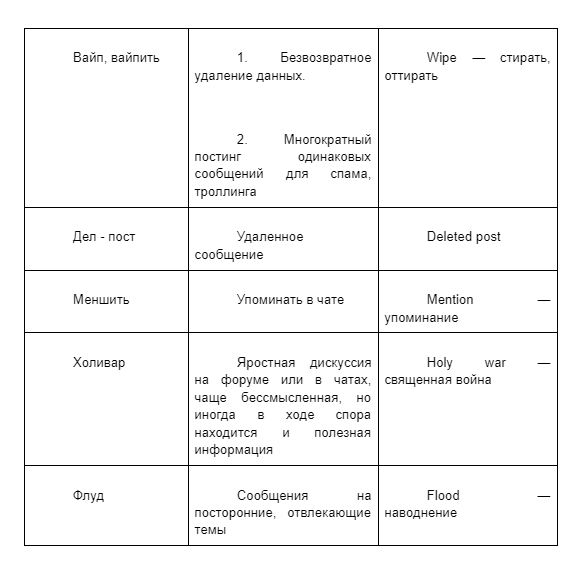 Вайп, вайпить
1. Безвозвратное
удаление данных.
2. Многократный
постинг одинаковых
сообщений для спама,
троллинга
Wipe — стирать,
оттирать
Дел - пост
Удаленное
сообщение
Deleted post
Меншить
Упоминать в чате
Mention —
упоминание
Холивар
Яростная дискуссия
на форуме или в чатах,
чаще бессмысленная, но
иногда в ходе спора
находится и полезная
информация
Holy war —
священная война
Флуд
Сообщения на
посторонние, отвлекающие
темы
Flood —
наводнение